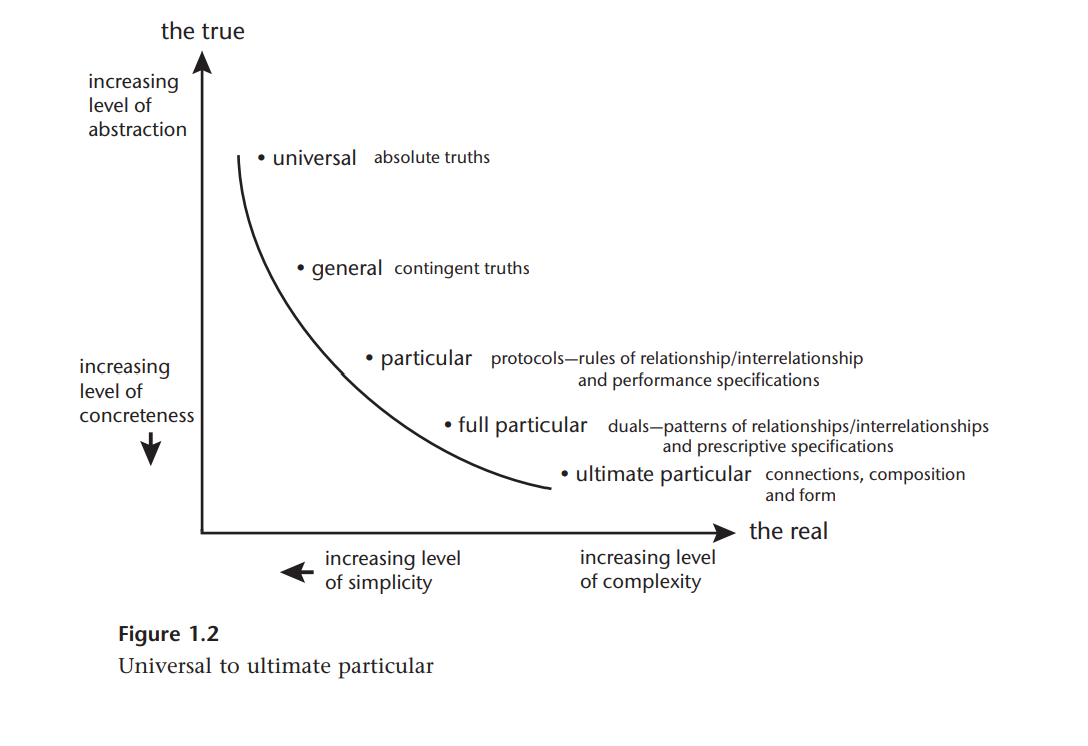 the true
increasing
level of
abstraction
• universal absolute truths
• general contingent truths
increasing
level of
concreteness
• particular protocols—rules of relationship/interrelationship
and performance specifications
• full particular duals—patterns of relationships/interrelationships
and prescriptive specifications
• ultimate particular connections, composition
and form
the real
increasing level
of simplicity
increasing level
of complexity
Figure 1.2
Universal to ultimate particular